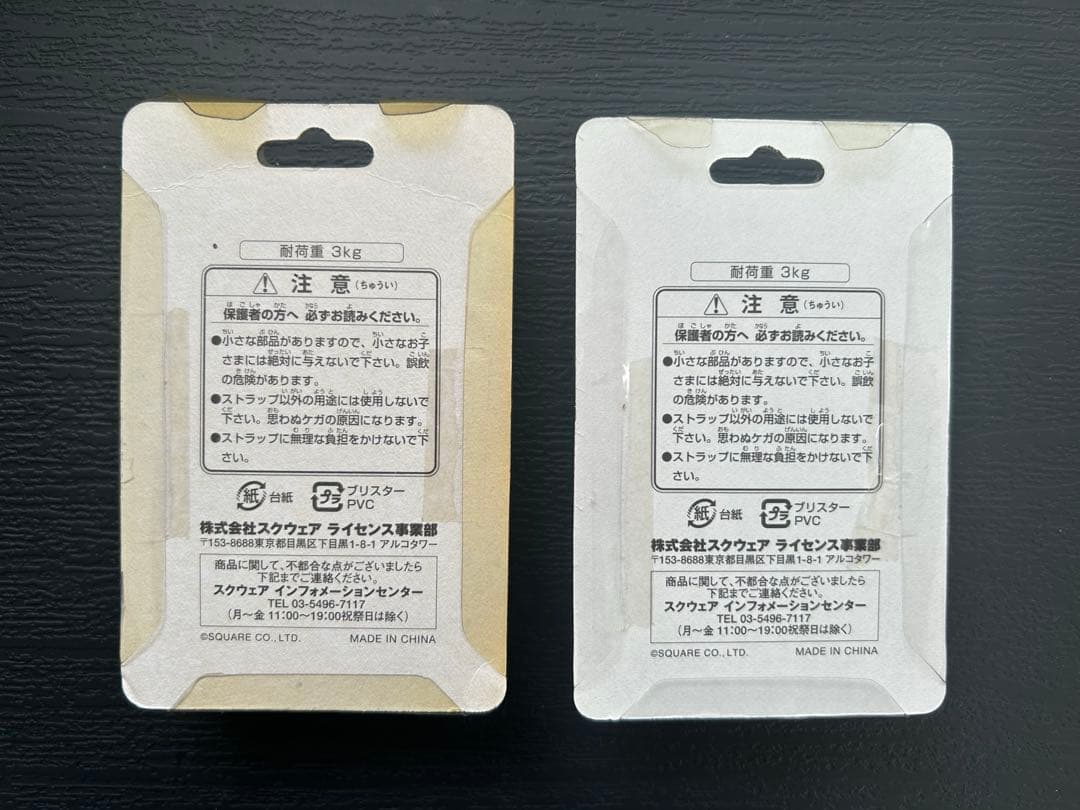 耐荷重 3kg
⚠ 注意(ちゅうい)
保護者の方へ 必ずお読みください。
●小さな部品がありますので、小さなお子
さまには絶対に与えないで下さい。誤飲
の危険があります。
●ストラップ以外の用途には使用しないで
下さい。思わぬケガの原因になります。
●ストラップに無理な負担をかけないで下
さい。
紙 台紙
プラ ブリスター
PVC
株式会社スクウェア ライセンス事業部
〒153-8688東京都目黒区下目黒1-8-1 アルコタワー
商品に関して、不都合な点がございましたら
下記までご連絡ください。
スクウェア インフォメーションセンター
TEL 03-5496-7117
(月〜金 11:00〜19:00祝祭日は除く)
©SQUARE CO., LTD. MADE IN CHINA
耐荷重 3kg
⚠ 注意(ちゅうい)
保護者の方へ 必ずお読みください。
●小さな部品がありますので、小さなお子
さまには絶対に与えないで下さい。誤飲
の危険があります。
●ストラップ以外の用途には使用しないで
下さい。思わぬケガの原因になります。
●ストラップに無理な負担をかけないで下
さい。
紙 台紙
プラ ブリスター
PVC
株式会社スクウェア ライセンス事業部
〒153-8688東京都目黒区下目黒1-8-1 アルコタワー
商品に関して、不都合な点がございましたら
下記までご連絡ください。
スクウェア インフォメーションセンター
TEL 03-5496-7117
(月〜金 11:00〜19:00祝祭日は除く)
©SQUARE CO., LTD. MADE IN CHINA